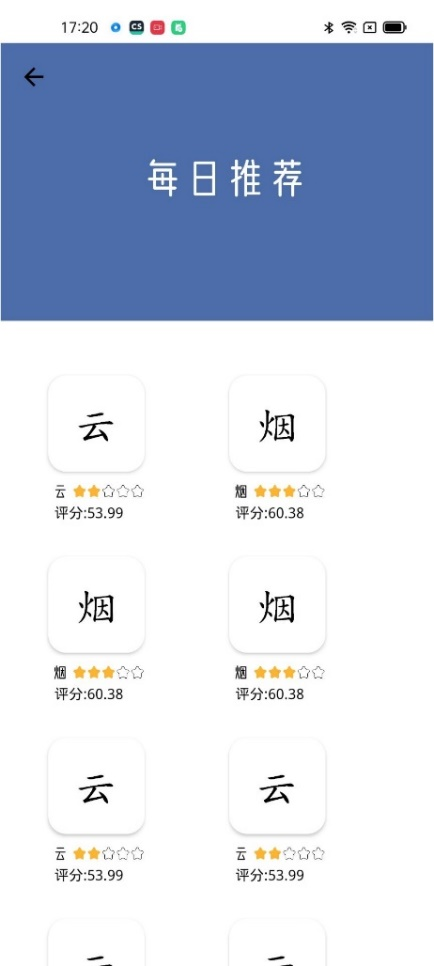 17:20 CS
每日推荐
云 烟
云 烟
评分:53.99 评分:60.38
烟 烟
烟 烟
评分:60.38 评分:60.38
云 云
云 云
评分:53.99 评分:53.99